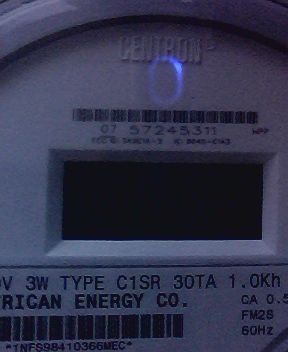 CENTRON
07 57245311
V 3W TYPE C1SR 30TA 1.0Kh
RICAN ENERGY CO.
CA 0.5
FM2S
60Hz
*1NFS98410366MEC*